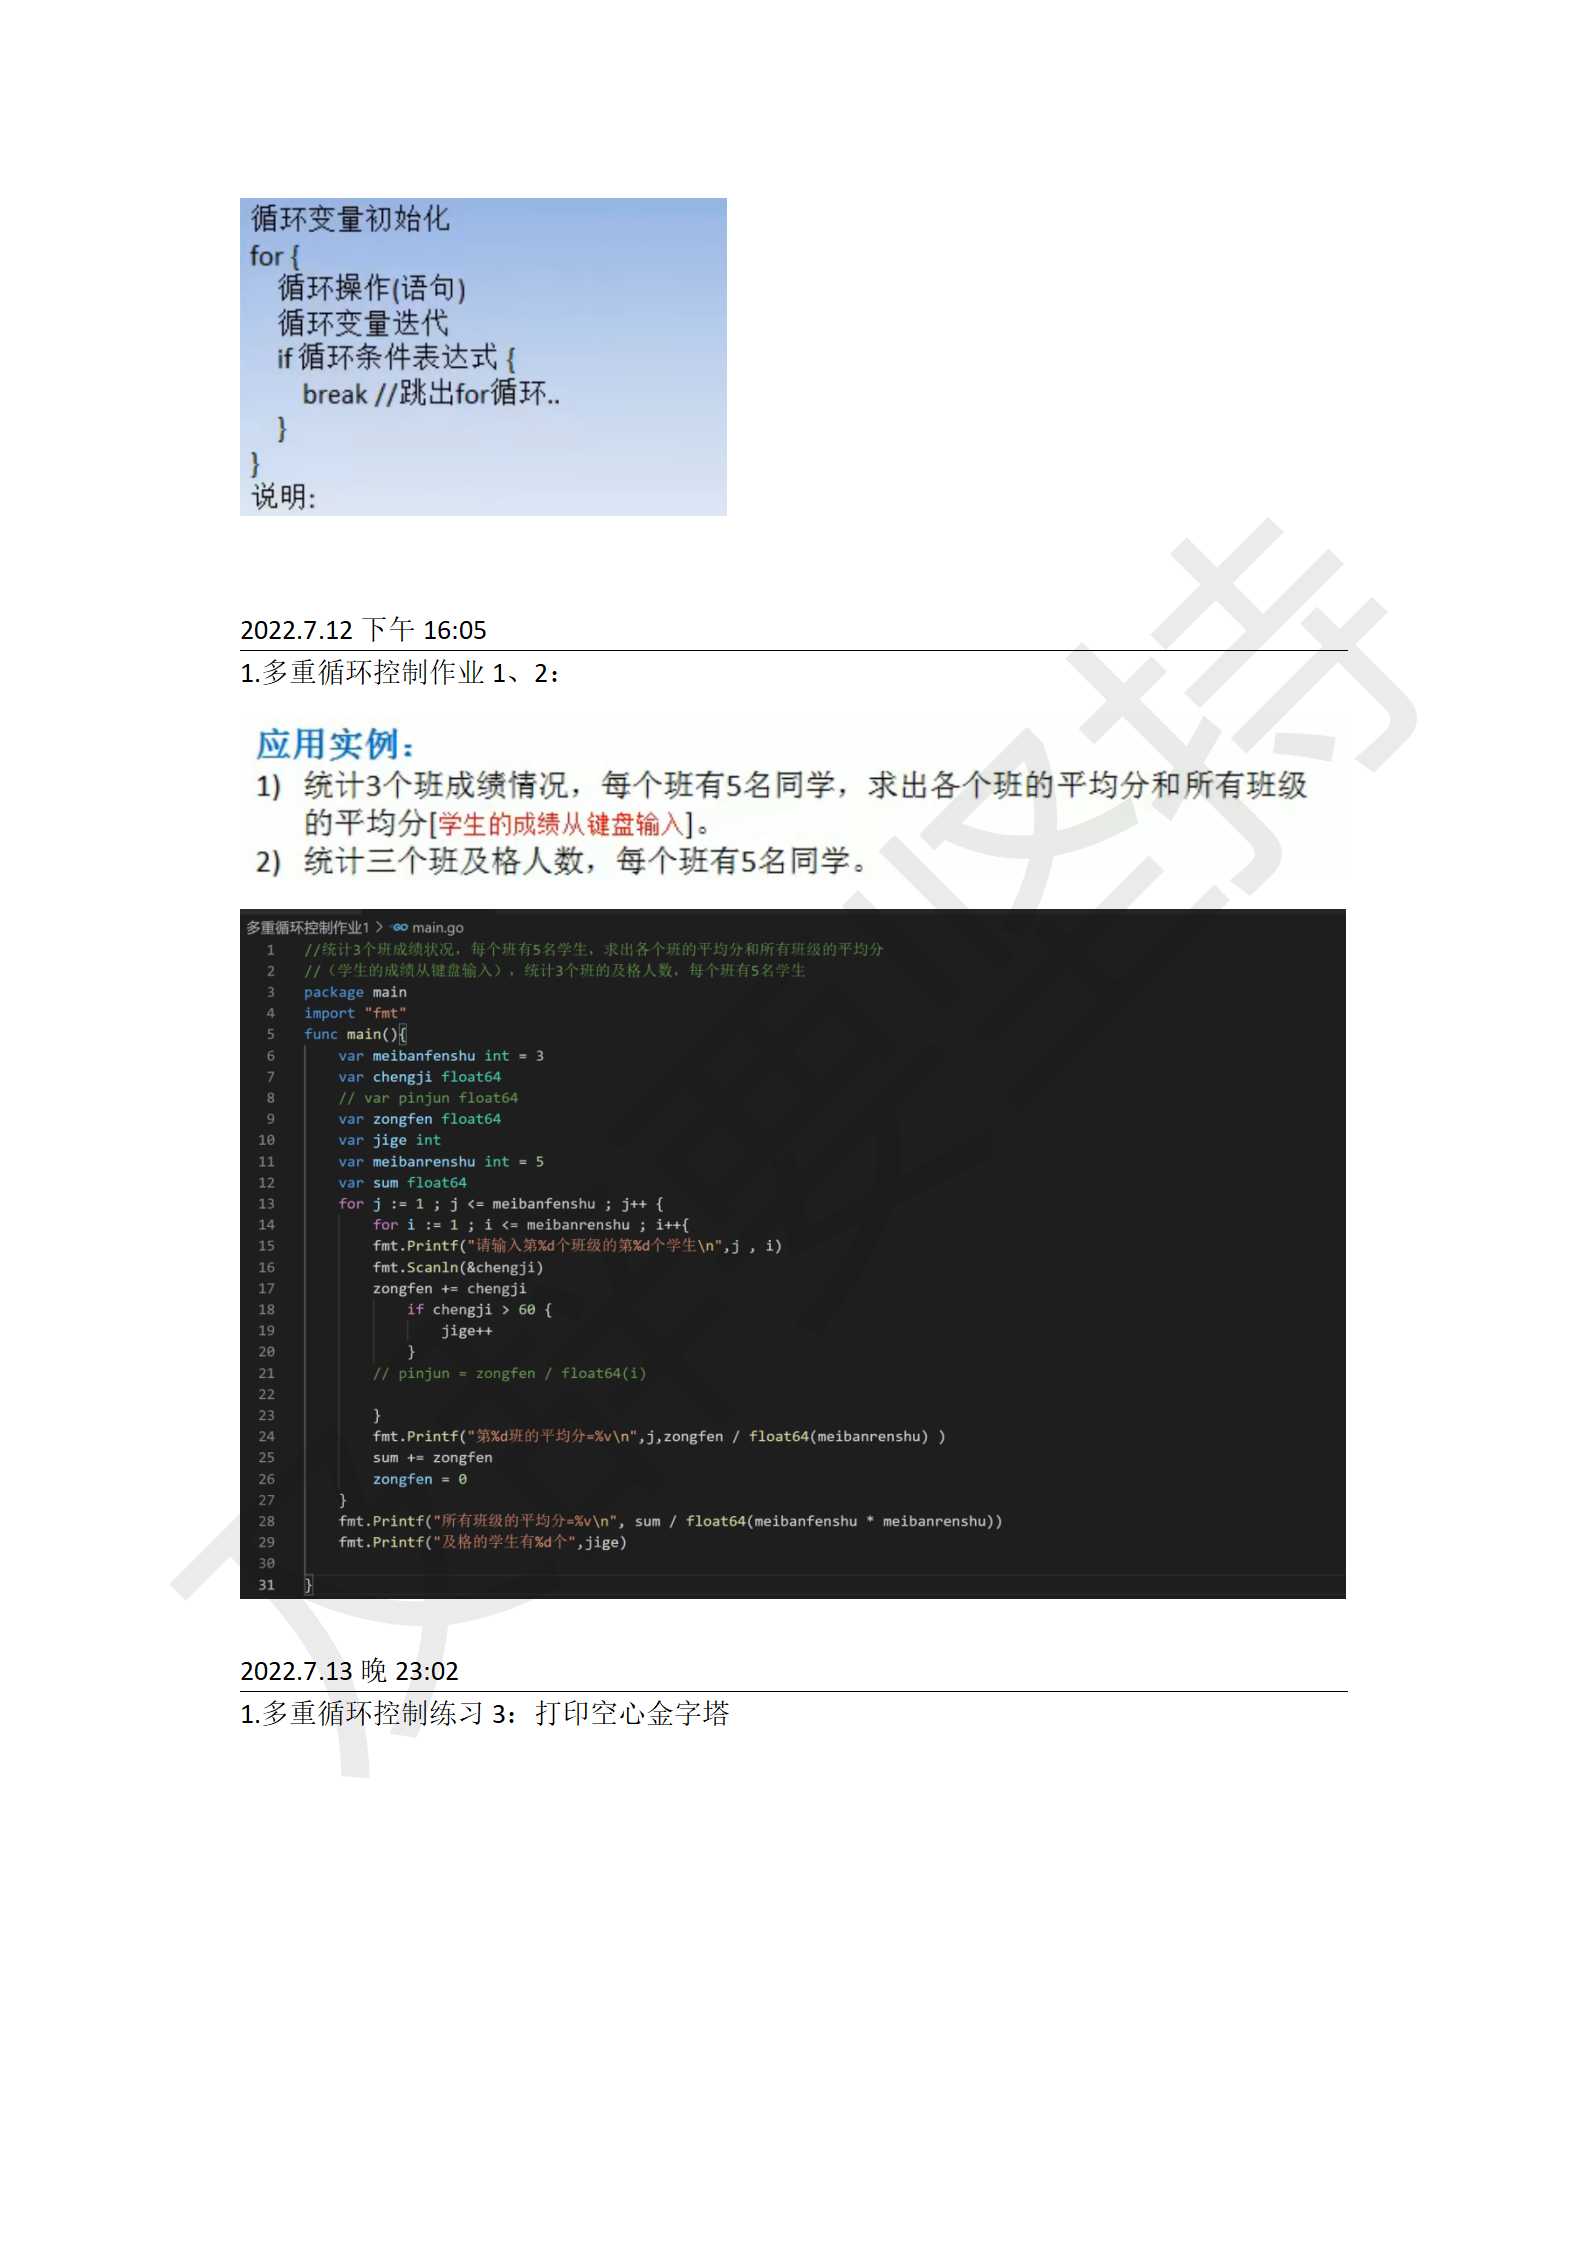 循环变量初始化
for {
循环操作(语句)
循环变量迭代
if 循环条件表达式 {
break //跳出for循环..
}
}
说明:
2022.7.12 下午 16:05
1.多重循环控制作业 1、2：
应用实例：
1) 统计3个班成绩情况，每个班有5名同学，求出各个班的平均分和所有班级
的平均分[学生的成绩从键盘输入]。
2) 统计三个班及格人数，每个班有5名同学。
多重循环控制作业1 > main.go
1 //统计3个班成绩状况，每个班有5名学生，求出各个班的平均分和所有班级的平均分
2 //（学生的成绩从键盘输入），统计3个班的及格人数，每个班有5名学生
3 package main
4 import "fmt"
5 func main(){
6 var meibanfenshu int = 3
7 var chengji float64
8 // var pinjun float64
9 var zongfen float64
10 var jige int
11 var meibanrenshu int = 5
12 var sum float64
13 for j := 1 ; j <= meibanfenshu ; j++ {
14 for i := 1 ; i <= meibanrenshu ; i++{
15 fmt.Printf("请输入第%d个班级的第%d个学生\n",j , i)
16 fmt.Scanln(&chengji)
17 zongfen += chengji
18 if chengji > 60 {
19 jige++
20 }
21 // pinjun = zongfen / float64(i)
22
23 }
24 fmt.Printf("第%d班的平均分=%v\n",j,zongfen / float64(meibanrenshu) )
25 sum += zongfen
26 zongfen = 0
27 }
28 fmt.Printf("所有班级的平均分=%v\n", sum / float64(meibanfenshu * meibanrenshu))
29 fmt.Printf("及格的学生有%d个",jige)
30
31 }
2022.7.13 晚 23:02
1.多重循环控制练习 3：打印空心金字塔